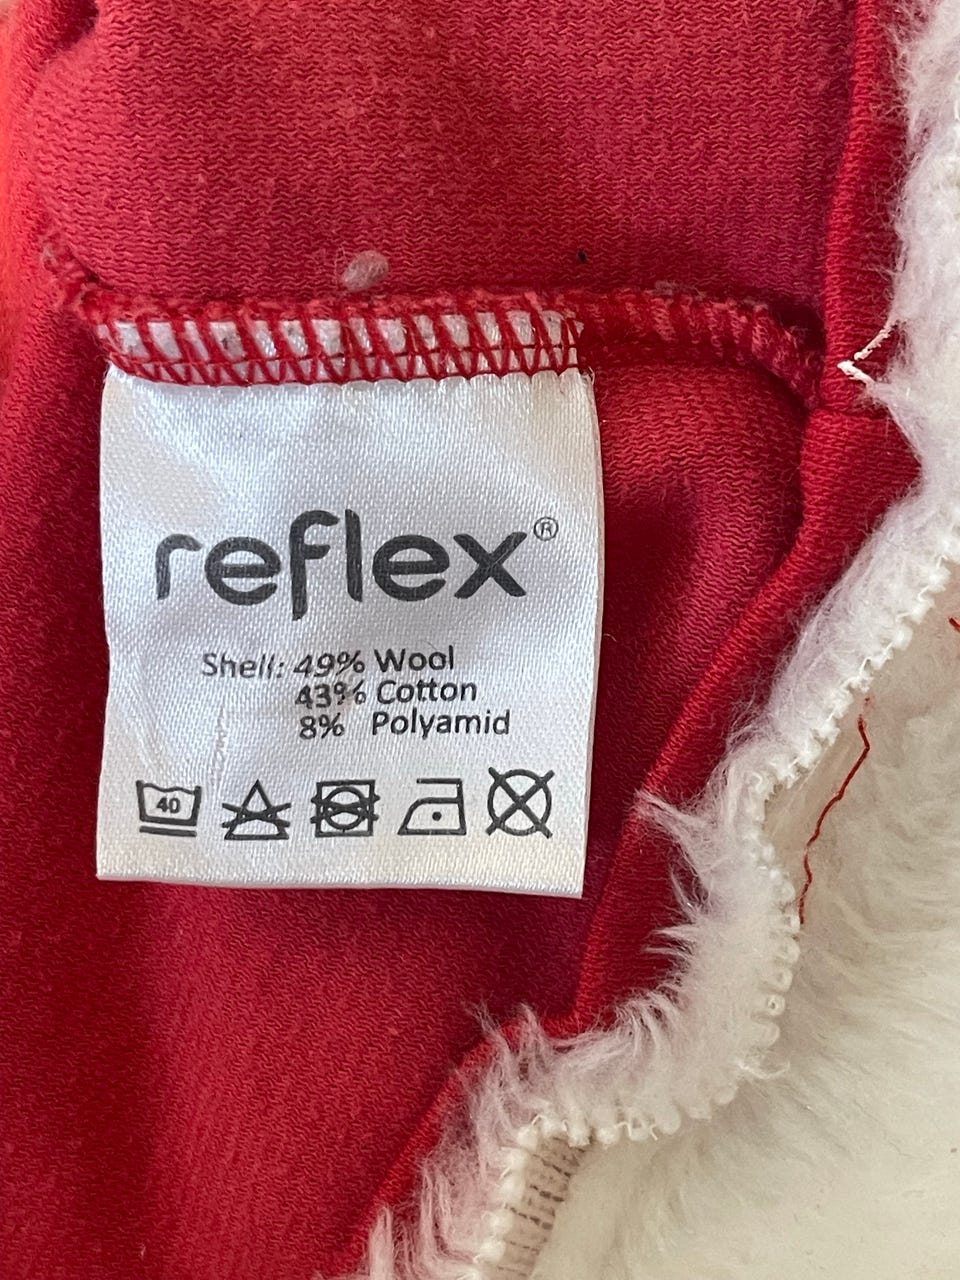 reflex®
Shell: 49% Wool
43% Cotton
8% Polyamid
40